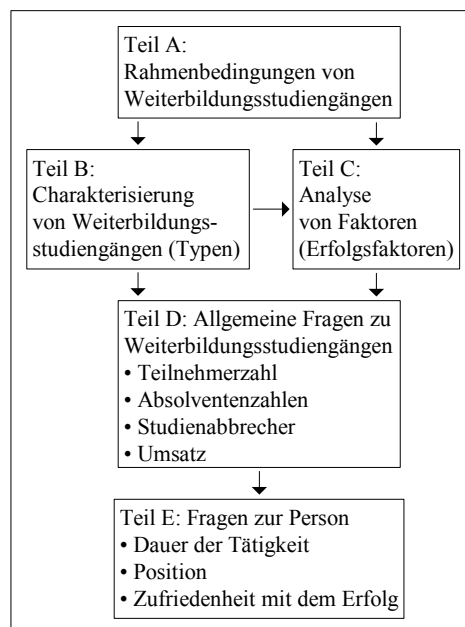 Teil A:
Rahmenbedingungen von
Weiterbildungsstudiengängen
Teil B:
Charakterisierung
von Weiterbildungs-
studiengängen (Typen)
Teil C:
Analyse
von Faktoren
(Erfolgsfaktoren)
Teil D: Allgemeine Fragen zu
Weiterbildungsstudiengängen
• Teilnehmerzahl
• Absolventenzahlen
• Studienabbrecher
• Umsatz
Teil E: Fragen zur Person
• Dauer der Tätigkeit
• Position
• Zufriedenheit mit dem Erfolg